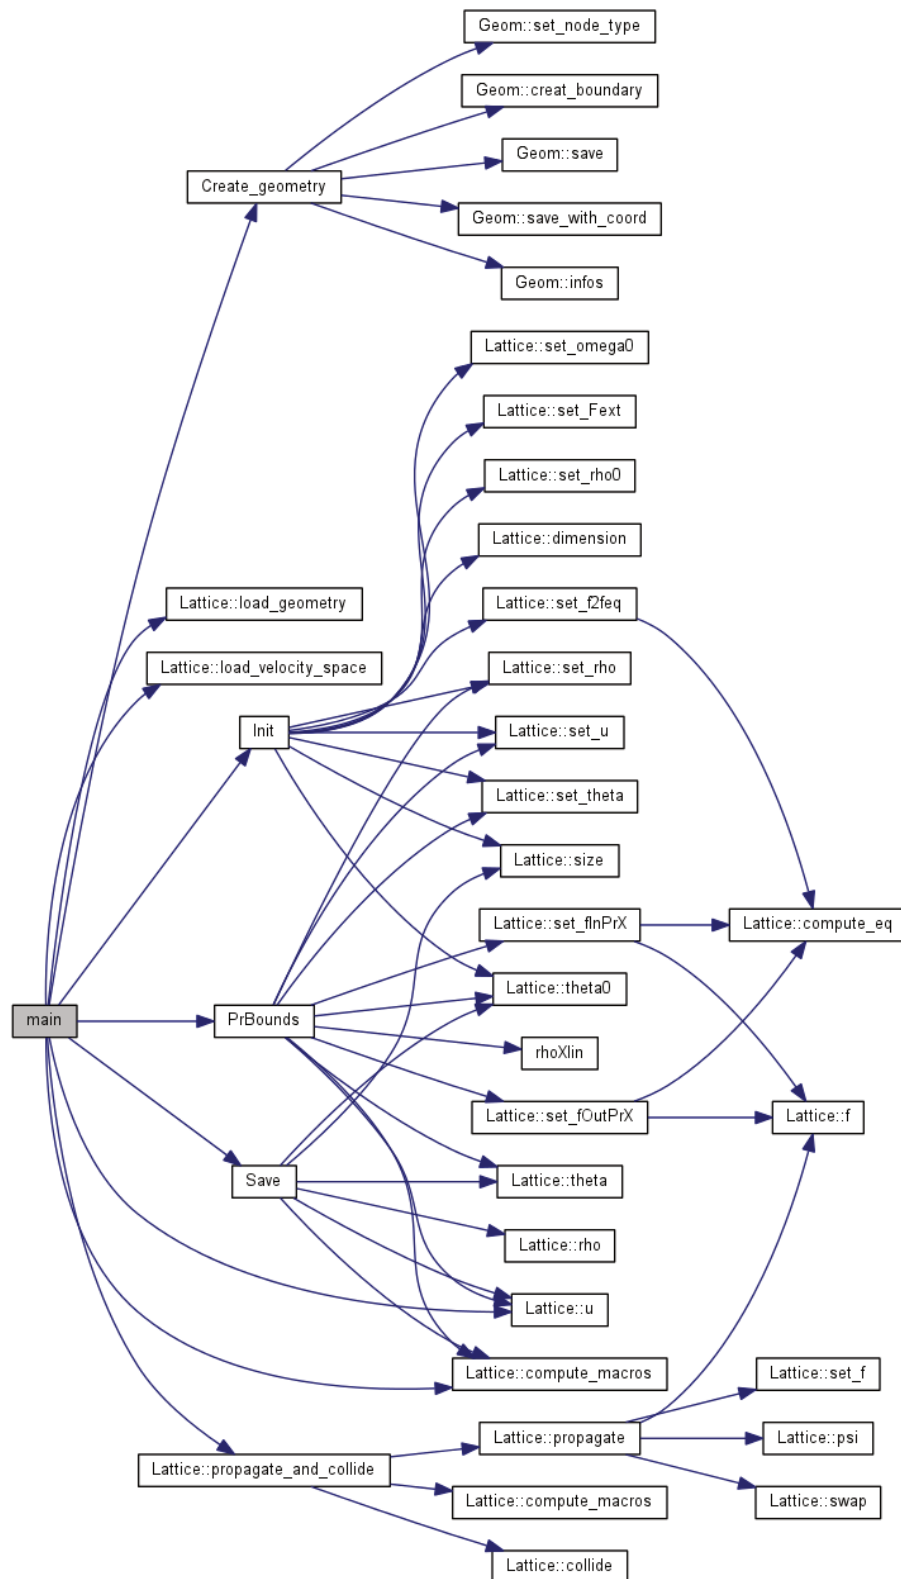 Geom::set_node_type
Geom::creat_boundary
Geom::save
Create_geometry
Geom::save_with_coord
Geom::infos
Lattice::set_omega0
Lattice::set_Fext
Lattice::set_rho0
Lattice::dimension
Lattice::load_geometry
Lattice::set_f2feq
Lattice::load_velocity_space
Lattice::set_rho
Init
Lattice::set_u
Lattice::set_theta
Lattice::size
Lattice::set_fInPrX
Lattice::compute_eq
Lattice::theta0
main
PrBounds
rhoXlin
Lattice::set_fOutPrX
Lattice::f
Save
Lattice::theta
Lattice::rho
Lattice::u
Lattice::compute_macros
Lattice::set_f
Lattice::propagate
Lattice::psi
Lattice::propagate_and_collide
Lattice::compute_macros
Lattice::swap
Lattice::collide